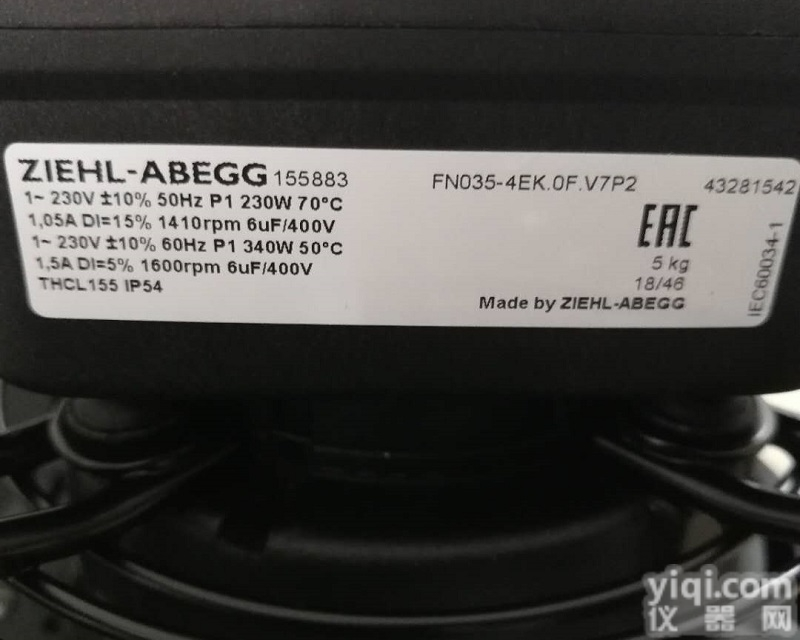 ZIEHL-ABEGG 155883 FN035-4EK.0F.V7P2 43281542
1~ 230V ±10% 50Hz P1 230W 70°C
1,05A DI=15% 1410rpm 6uF/400V
1~ 230V ±10% 60Hz P1 340W 50°C
1,5A DI=5% 1600rpm 6uF/400V
THCL155 IP54
EAC
5 kg
18/46
Made by ZIEHL-ABEGG
IEC60034-1
yiqi.com
仪器网